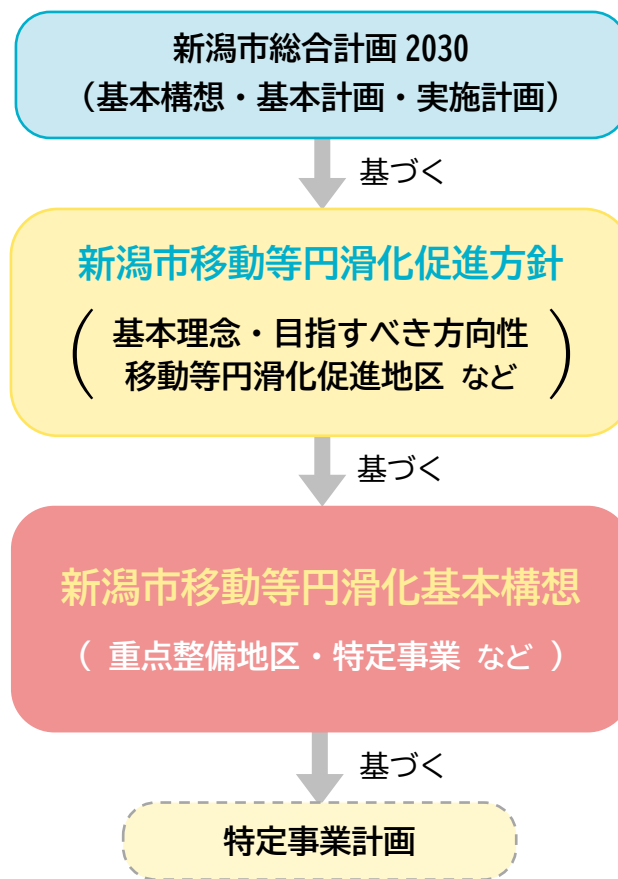 新潟市総合計画 2030
（基本構想・基本計画・実施計画）
基づく
新潟市移動等円滑化促進方針
（ 基本理念・目指すべき方向性
移動等円滑化促進地区 など ）
基づく
新潟市移動等円滑化基本構想
（ 重点整備地区・特定事業 など ）
基づく
特定事業計画